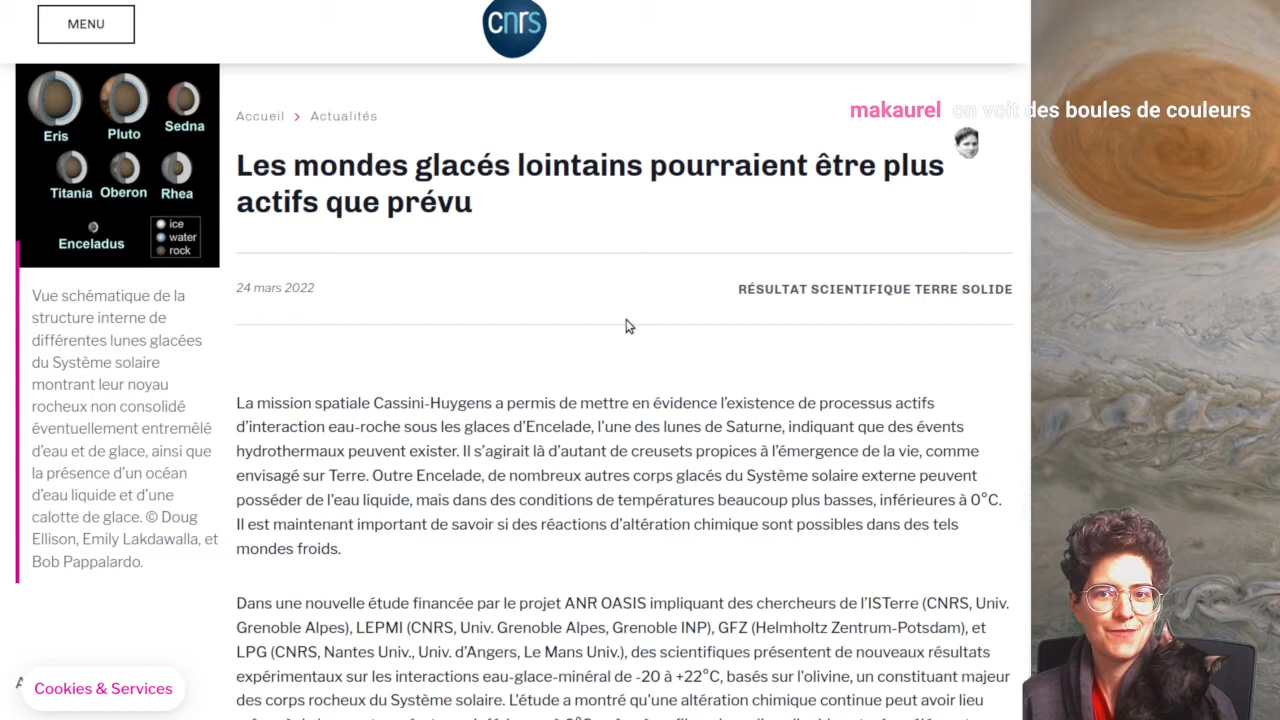 MENU
cnrs
Eris
Pluto
Sedna
Titania
Oberon
Rhea
Enceladus
ice
water
rock
Vue schématique de la
structure interne de
différentes lunes glacées
du Système solaire
montrant leur noyau
rocheux non consolidé
éventuellement entremêlé
d'eau et de glace, ainsi que
la présence d'un océan
d'eau liquide et d'une
calotte de glace. © Doug
Ellison, Emily Lakdawalla, et
Bob Pappalardo.
Cookies & Services
Accueil > Actualités
Les mondes glacés lointains pourraient être plus
actifs que prévu
24 mars 2022
RÉSULTAT SCIENTIFIQUE TERRE SOLIDE
La mission spatiale Cassini-Huygens a permis de mettre en évidence l'existence de processus actifs
d'interaction eau-roche sous les glaces d'Encelade, l'une des lunes de Saturne, indiquant que des évents
hydrothermaux peuvent exister. Il s'agirait là d'autant de creusets propices à l'émergence de la vie, comme
envisagé sur Terre. Outre Encelade, de nombreux autres corps glacés du Système solaire externe peuvent
posséder de l'eau liquide, mais dans des conditions de températures beaucoup plus basses, inférieures à 0°C.
Il est maintenant important de savoir si des réactions d'altération chimique sont possibles dans des tels
mondes froids.
Dans une nouvelle étude financée par le projet ANR OASIS impliquant des chercheurs de l'ISTerre (CNRS, Univ.
Grenoble Alpes), LEPMI (CNRS, Univ. Grenoble Alpes, Grenoble INP), GFZ (Helmholtz Zentrum-Potsdam), et
LPG (CNRS, Nantes Univ., Univ. d'Angers, Le Mans Univ.), des scientifiques présentent de nouveaux résultats
expérimentaux sur les interactions eau-glace-minéral de -20 à +22°C, basés sur l'olivine, un constituant majeur
des corps rocheux du Système solaire. L'étude a montré qu'une altération chimique continue peut avoir lieu
makaurel on voit des boules de couleurs